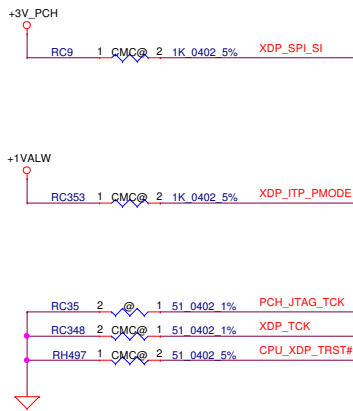 +3V_PCH
RC9 1 CMC@ 2 1K_0402_5% XDP_SPI_SI
+1VALW
RC353 1 CMC@ 2 1K_0402_5% XDP_ITP_PMODE
RC35 2 @ 1 51_0402_1% PCH_JTAG_TCK
RC348 2 CMC@ 1 51_0402_1% XDP_TCK
RH497 1 CMC@ 2 51_0402_5% CPU_XDP_TRST#